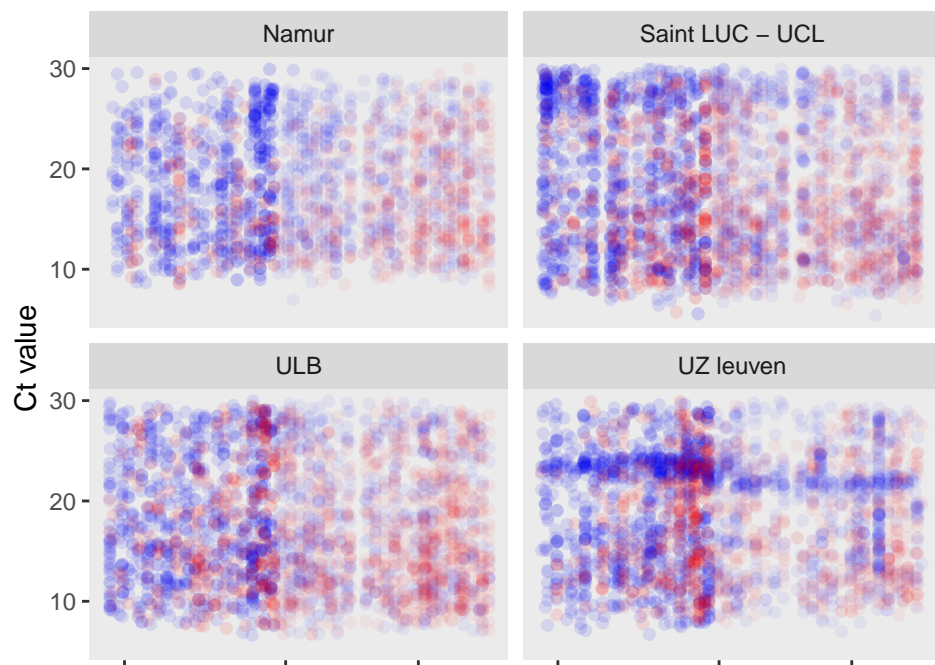 Namur
Saint LUC − UCL
30
20
10
Ct value
ULB
UZ leuven
30
20
10